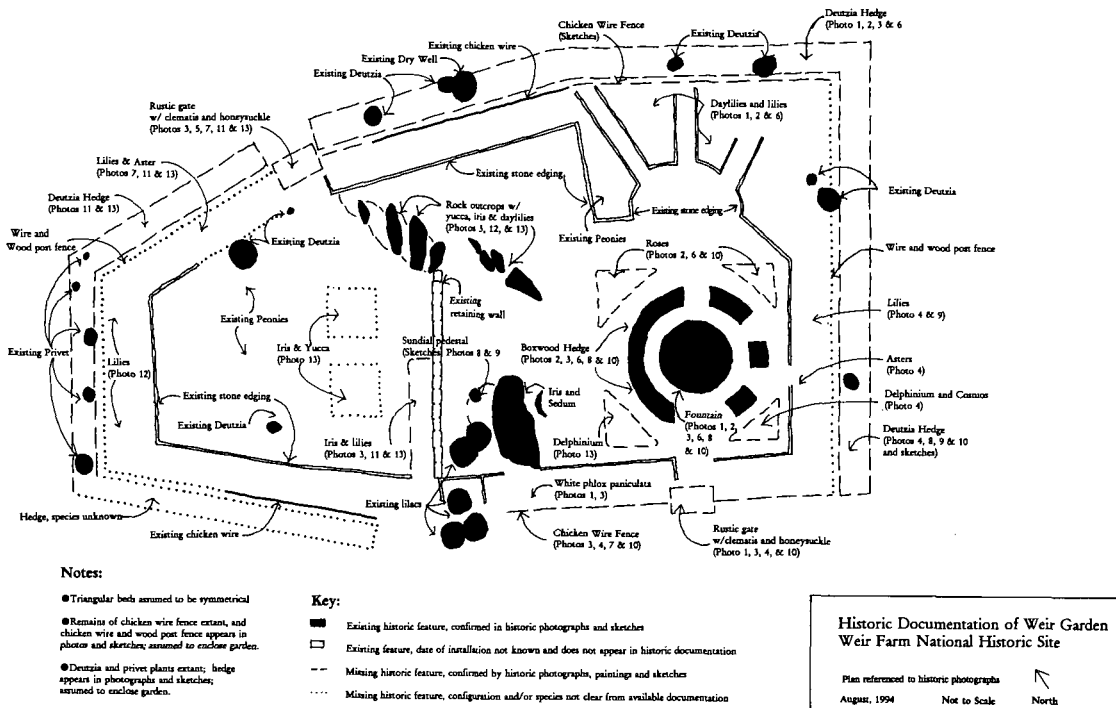 Deutzia Hedge
(Photo 1, 2, 3 & 6
Chicken Wire Fence
(Sketches)
Existing Deutzia
Existing chicken wire
Existing Dry Well
Existing Deutzia
Rustic gate
w/ clematis and honeysuckle
(Photos 3, 5, 7, 11 & 13)
Daylilies and lilies
(Photos 1, 2 & 6)
Lilies & Aster
(Photos 7, 11 & 13)
Existing stone edging
Rock outcrops w/
yucca, iris & daylilies
(Photos 3, 12, & 13)
Existing stone edging
Existing Deutzia
Deutzia Hedge
(Photos 11 & 13)
Existing Peonies
Wire and
Wood post fence
Existing Deutzia
Roses
(Photos 2, 6 & 10)
Wire and wood post fence
Existing
retaining wall
Existing Peonies
Lilies
(Photo 4 & 9)
Sundial pedestal
(Sketches, Photos 8 & 9)
Boxwood Hedge
(Photos 2, 3, 6, 8 & 10)
Existing Privet
Lilies
(Photo 12)
Iris & Yucca
(Photo 13)
Asters
(Photo 4)
Iris and
Sedum
Delphinium and Cosmos
(Photo 4)
Existing stone edging
Existing Deutzia
Iris & lilies
(Photos 3, 11 & 13)
Delphinium
(Photo 13)
Fountain
(Photos 1, 2,
3, 6, 8
& 10)
Deutzia Hedge
(Photos 4, 8, 9 & 10
and sketches)
White phlox paniculata
(Photos 1, 3)
Existing lilacs
Hedge, species unknown
Existing chicken wire
Chicken Wire Fence
(Photos 3, 4, 7 & 10)
Rustic gate
w/clematis and honeysuckle
(Photo 1, 3, 4, & 10)
Notes:
●Triangular beds assumed to be symmetrical
●Remains of chicken wire fence extant, and
chicken wire and wood post fence appears in
photos and sketches; assumed to enclose garden.
●Deutzia and privet plants extant; hedge
appears in photographs and sketches;
assumed to enclose garden.
Key:
Existing historic feature, confirmed in historic photographs and sketches
Existing feature, date of installation not known and does not appear in historic documentation
Missing historic feature, confirmed by historic photographs, paintings and sketches
Missing historic feature, configuration and/or species not clear from available documentation
Historic Documentation of Weir Garden
Weir Farm National Historic Site
Plan referenced to historic photographs
August, 1994 Not to Scale North